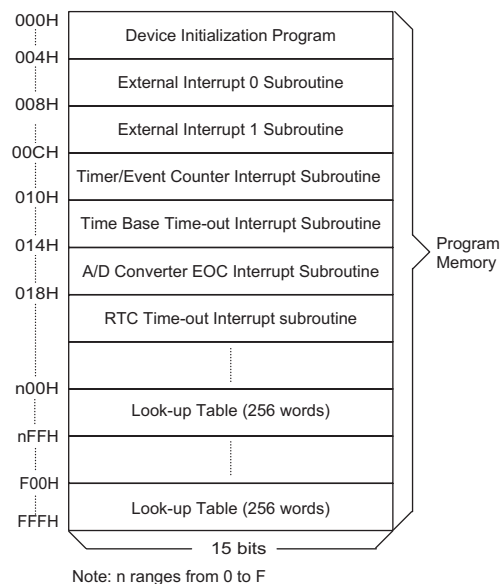 000H
Device Initialization Program
004H
External Interrupt 0 Subroutine
008H
External Interrupt 1 Subroutine
00CH
Timer/Event Counter Interrupt Subroutine
010H
Time Base Time-out Interrupt Subroutine
014H
A/D Converter EOC Interrupt Subroutine
018H
RTC Time-out Interrupt subroutine
Program
Memory
n00H
Look-up Table (256 words)
nFFH
F00H
Look-up Table (256 words)
FFFH
15 bits
Note: n ranges from 0 to F